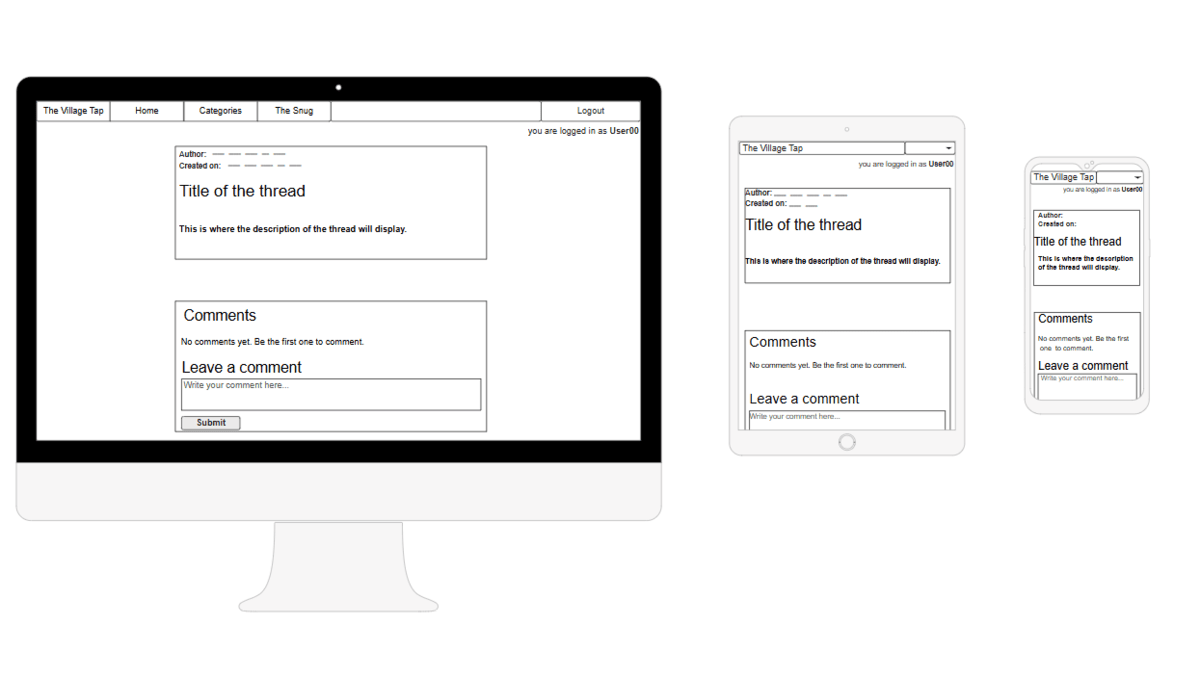 The Village Tap Home Categories The Snug Logout
you are logged in as User00
Author:
Created on:
Title of the thread
This is where the description of the thread will display.
Comments
No comments yet. Be the first one to comment.
Leave a comment
Write your comment here...
Submit
The Village Tap
you are logged in as User00
Author:
Created on:
Title of the thread
This is where the description of the thread will display.
Comments
No comments yet. Be the first one to comment.
Leave a comment
Write your comment here...
The Village Tap
you are logged in as User00
Author:
Created on:
Title of the thread
This is where the description
of the thread will display.
Comments
No comments yet. Be the first
one to comment.
Leave a comment
Write your comment here...